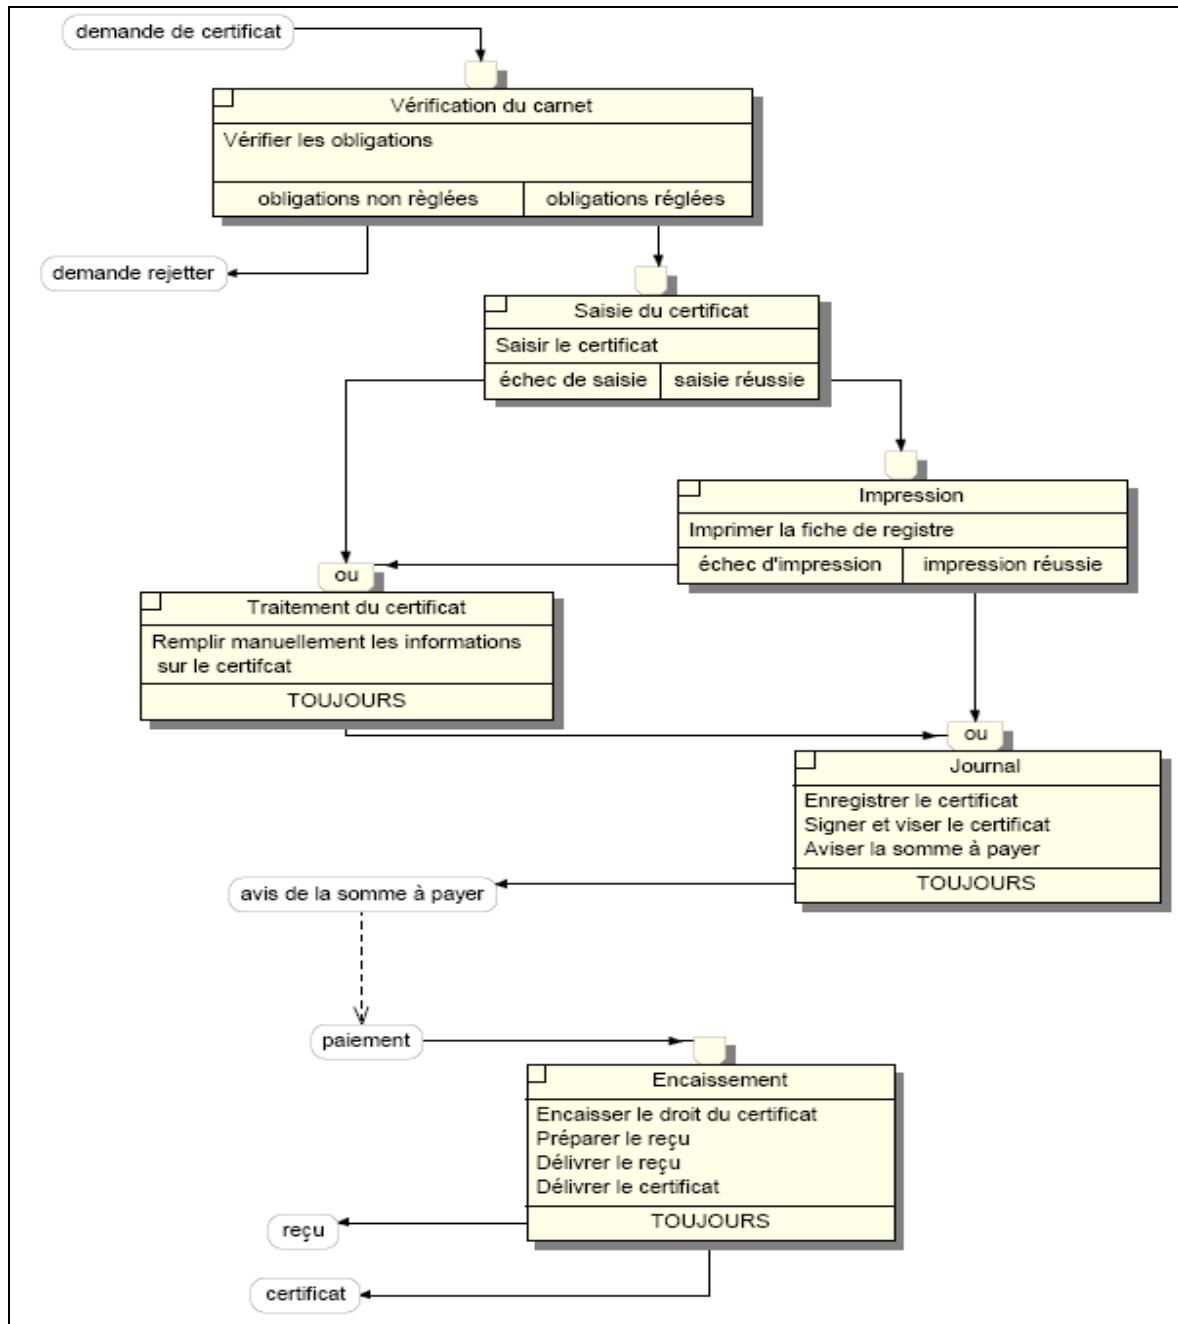 demande de certificat
Vérification du carnet
Vérifier les obligations
obligations non règlées
obligations réglées
demande rejetter
Saisie du certificat
Saisir le certificat
échec de saisie
saisie réussie
Impression
Imprimer la fiche de registre
échec d'impression
impression réussie
ou
Traitement du certificat
Remplir manuellement les informations
sur le certifcat
TOUJOURS
ou
Journal
Enregistrer le certificat
Signer et viser le certificat
Aviser la somme à payer
TOUJOURS
avis de la somme à payer
paiement
Encaissement
Encaisser le droit du certificat
Préparer le reçu
Délivrer le reçu
Délivrer le certificat
TOUJOURS
reçu
certificat